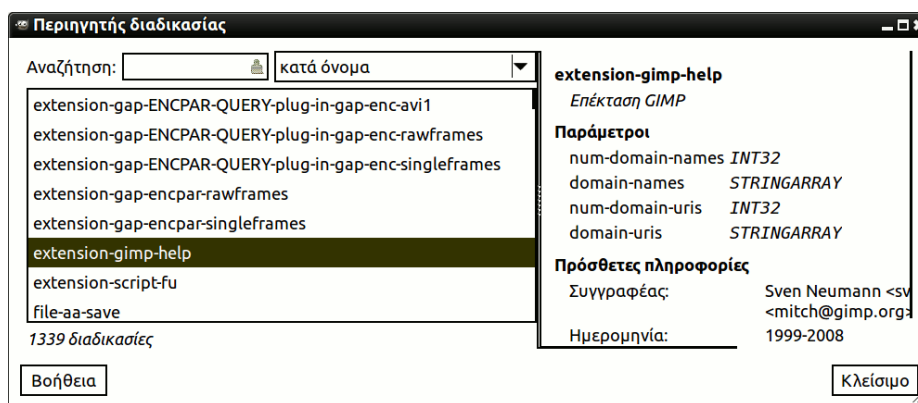 Περιηγητής διαδικασίας
Αναζήτηση: κατά όνομα
extension-gap-ENCPAR-QUERY-plug-in-gap-enc-avi1
extension-gap-ENCPAR-QUERY-plug-in-gap-enc-rawframes
extension-gap-ENCPAR-QUERY-plug-in-gap-enc-singleframes
extension-gap-encpar-rawframes
extension-gap-encpar-singleframes
extension-gimp-help
extension-script-fu
file-aa-save
1339 διαδικασίες
extension-gimp-help
Επέκταση GIMP
Παράμετροι
num-domain-names INT32
domain-names STRINGARRAY
num-domain-uris INT32
domain-uris STRINGARRAY
Πρόσθετες πληροφορίες
Συγγραφέας: Sven Neumann <sv
<mitch@gimp.org>
Ημερομηνία: 1999-2008
Βοήθεια
Κλείσιμο